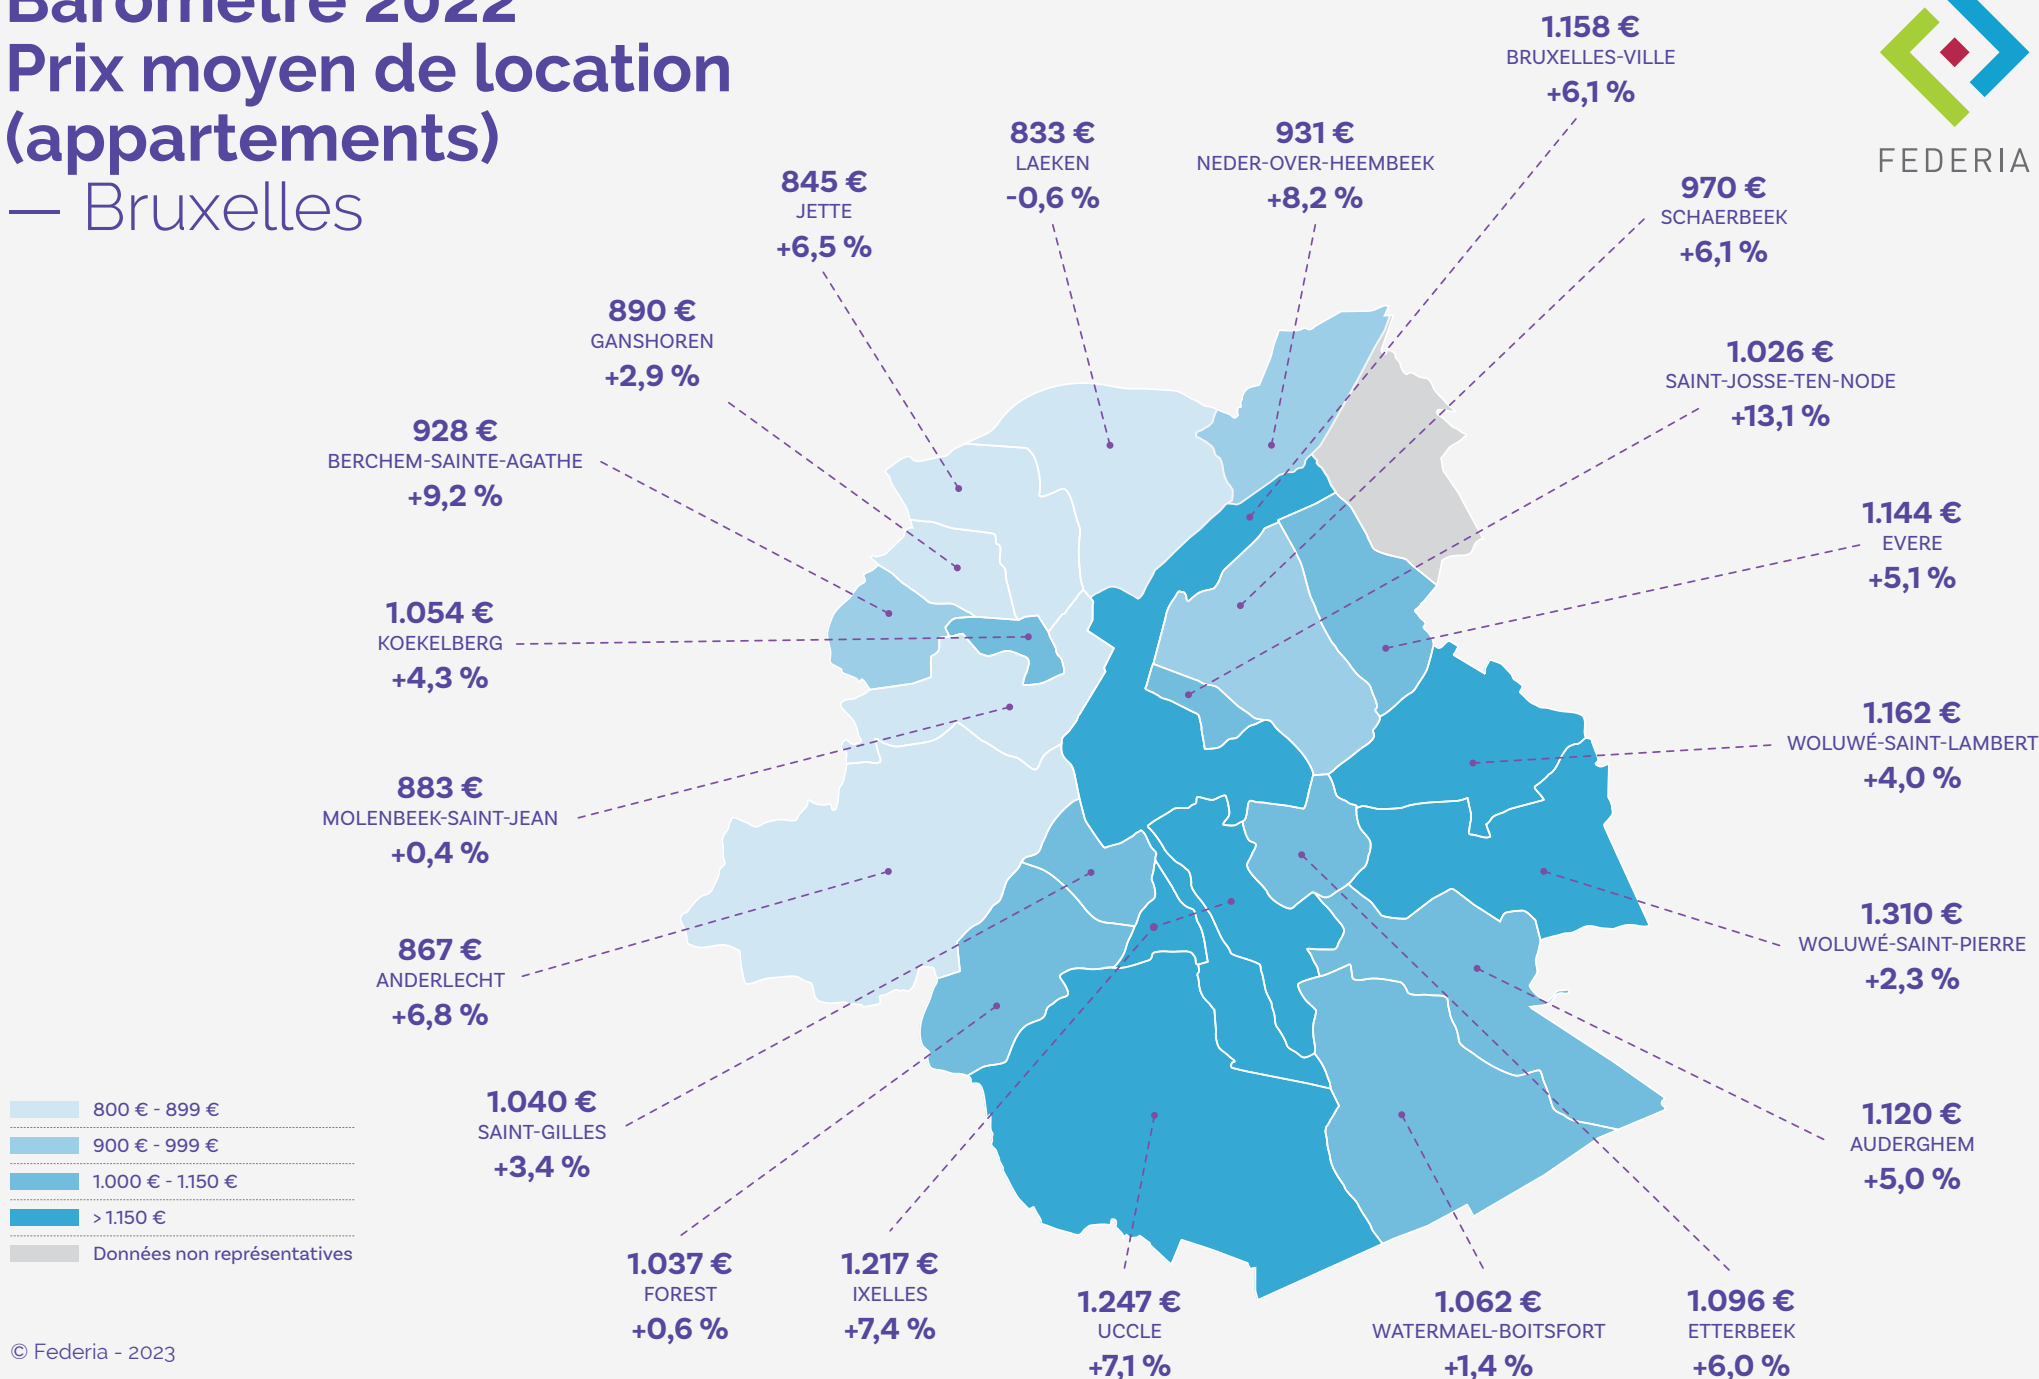 Baromètre 2022
Prix moyen de location
(appartements)
— Bruxelles
FEDERIA
1.158 €
BRUXELLES-VILLE
+6,1 %
833 €
LAEKEN
-0,6 %
931 €
NEDER-OVER-HEEMBEEK
+8,2 %
845 €
JETTE
+6,5 %
970 €
SCHAERBEEK
+6,1 %
890 €
GANSHOREN
+2,9 %
1.026 €
SAINT-JOSSE-TEN-NODE
+13,1 %
928 €
BERCHEM-SAINTE-AGATHE
+9,2 %
1.144 €
EVERE
+5,1 %
1.054 €
KOEKELBERG
+4,3 %
1.162 €
WOLUWÉ-SAINT-LAMBERT
+4,0 %
883 €
MOLENBEEK-SAINT-JEAN
+0,4 %
1.310 €
WOLUWÉ-SAINT-PIERRE
+2,3 %
867 €
ANDERLECHT
+6,8 %
1.040 €
SAINT-GILLES
+3,4 %
1.120 €
AUDERGHEM
+5,0 %
1.037 €
FOREST
+0,6 %
1.217 €
IXELLES
+7,4 %
1.247 €
UCCLE
+7,1 %
1.062 €
WATERMAEL-BOITSFORT
+1,4 %
1.096 €
ETTERBEEK
+6,0 %
800 € - 899 €
900 € - 999 €
1.000 € - 1.150 €
> 1.150 €
Données non représentatives
© Federia - 2023